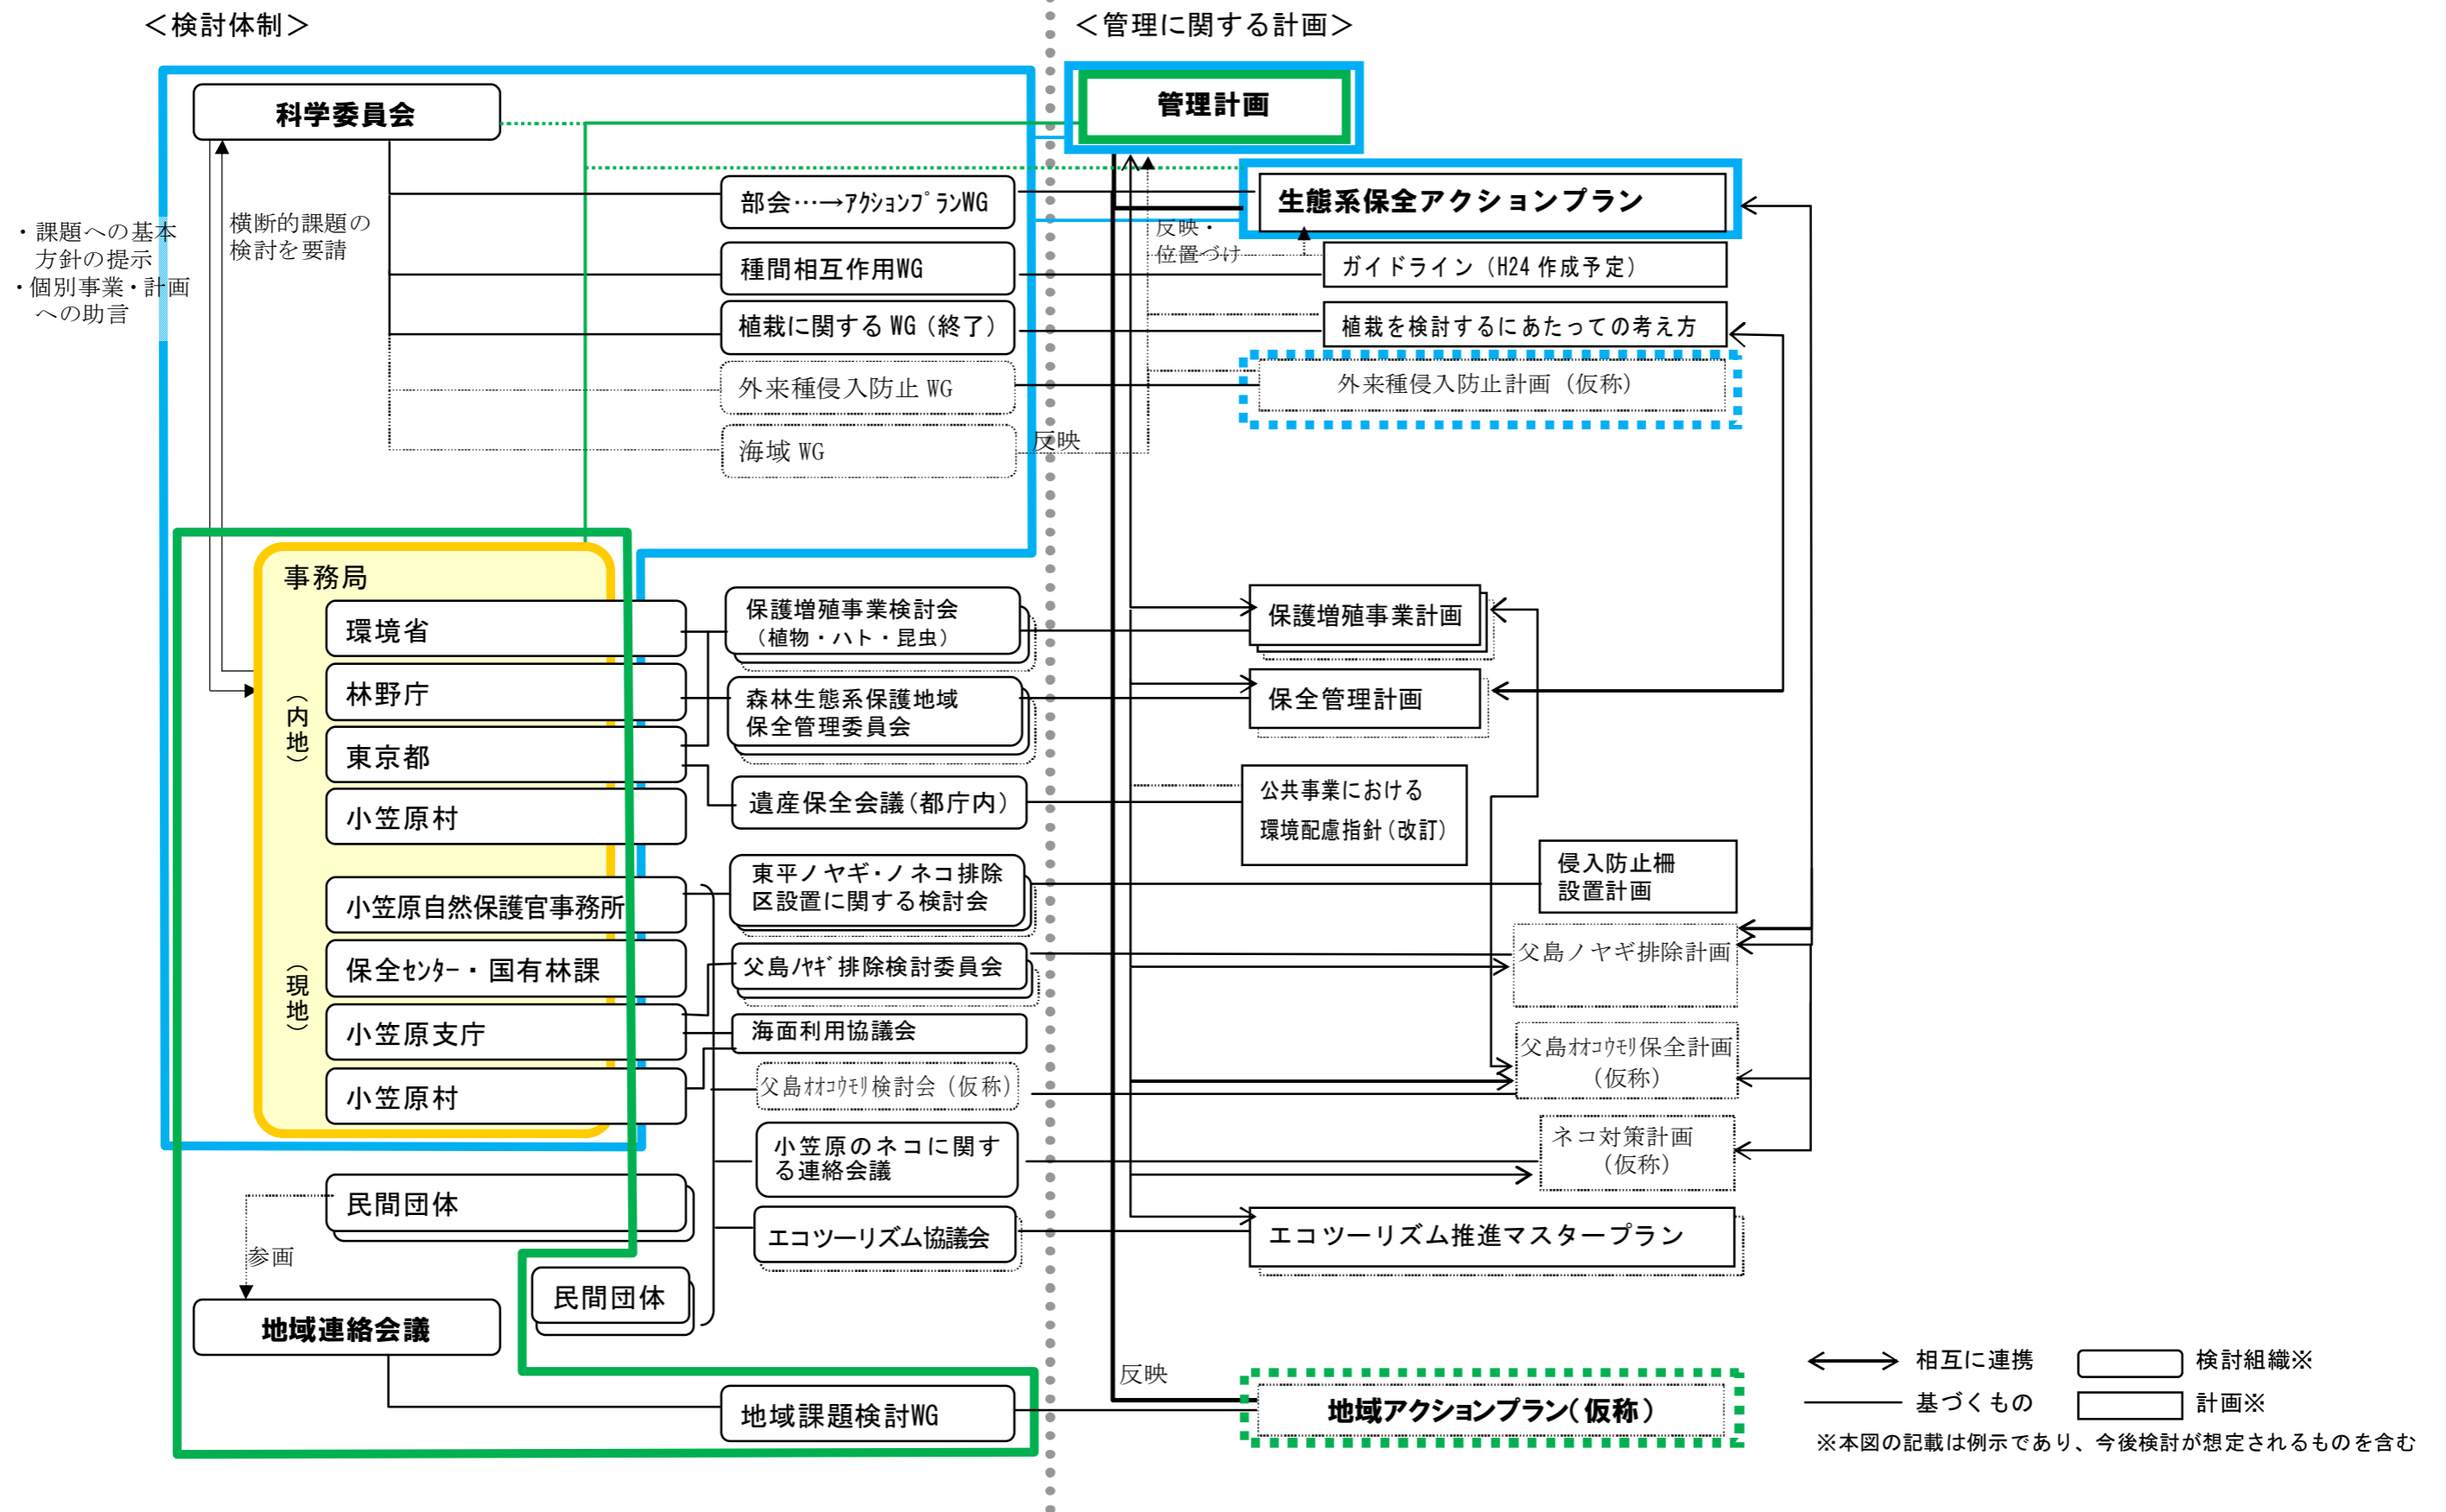 ＜検討体制＞
科学委員会
・課題への基本
方針の提示
・個別事業・計画
への助言
横断的課題の
検討を要請
部会…→ｱｸｼｮﾝﾌﾟﾗﾝWG
種間相互作用WG
植栽に関するWG（終了）
外来種侵入防止WG
海域WG
反映
事務局
（内地）
環境省
林野庁
東京都
小笠原村
（現地）
小笠原自然保護官事務所
保全ｾﾝﾀｰ・国有林課
小笠原支庁
小笠原村
保護増殖事業検討会
（植物・ハト・昆虫）
森林生態系保護地域
保全管理委員会
遺産保全会議（都庁内）
東平ノヤギ・ノネコ排除
区設置に関する検討会
父島ﾉﾔｷﾞ排除検討委員会
海面利用協議会
父島ｵｵｺｳﾓﾘ検討会（仮称）
小笠原のネコに関す
る連絡会議
エコツーリズム協議会
民間団体
参画
民間団体
地域連絡会議
地域課題検討WG
＜管理に関する計画＞
管理計画
生態系保全アクションプラン
反映・
位置づけ
ガイドライン（H24作成予定）
植栽を検討するにあたっての考え方
外来種侵入防止計画（仮称）
保護増殖事業計画
保全管理計画
公共事業における
環境配慮指針（改訂）
侵入防止柵
設置計画
父島ノヤギ排除計画
父島ｵｵｺｳﾓﾘ保全計画
（仮称）
ネコ対策計画
（仮称）
エコツーリズム推進マスタープラン
反映
地域アクションプラン（仮称）
相互に連携
検討組織※
基づくもの
計画※
※本図の記載は例示であり、今後検討が想定されるものを含む